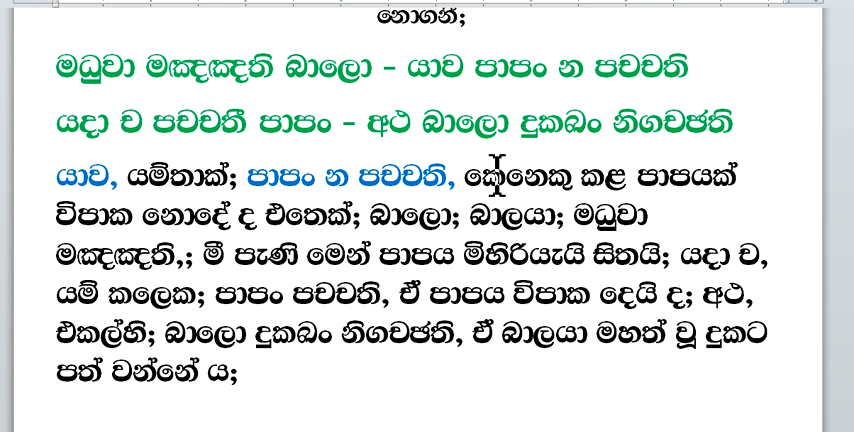 නොගනී;
මධුවා මඤ්ඤති බාලො - යාව පාපං න පච්චති
යදා ච පච්චතී පාපං - අථ බාලො දුක්ඛං නිගච්ඡති
යාව, යම්තාක්; පාපං න පච්චති, කෙනෙකු කළ පාපයක්
විපාක නොදේ ද එතෙක්; බාලො; බාලයා; මධුවා
මඤ්ඤති,; මී පැණි මෙන් පාපය මිහිරියැයි සිතයි; යදා ච,
යම් කලෙක; පාපං පච්චති, ඒ පාපය විපාක දෙයි ද; අථ,
එකල්හි; බාලො දුක්ඛං නිගච්ඡති, ඒ බාලයා මහත් වූ දුකට
පත් වන්නේ ය;